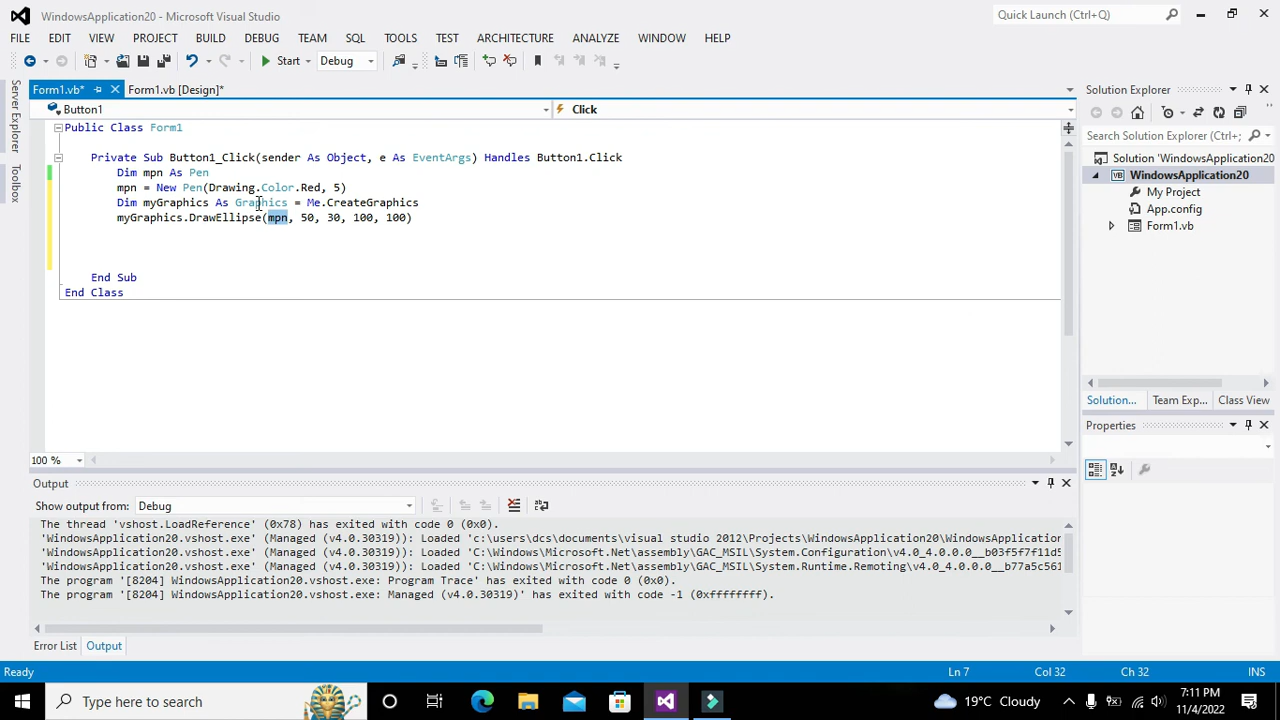 WindowsApplication20 - Microsoft Visual Studio
Quick Launch (Ctrl+Q)
FILE EDIT VIEW PROJECT BUILD DEBUG TEAM SQL TOOLS TEST ARCHITECTURE ANALYZE WINDOW HELP
Start Debug
Server Explorer
Toolbox
Form1.vb* Form1.vb [Design]*
Button1 Click
Public Class Form1
Private Sub Button1_Click(sender As Object, e As EventArgs) Handles Button1.Click
Dim mpn As Pen
mpn = New Pen(Drawing.Color.Red, 5)
Dim myGraphics As Graphics = Me.CreateGraphics
myGraphics.DrawEllipse(mpn, 50, 30, 100, 100)
End Sub
End Class
100 %
Solution Explorer
Search Solution Explorer (Ctrl+;)
Solution 'WindowsApplication20
WindowsApplication20
My Project
App.config
Form1.vb
Solution... Team Exp... Class View
Properties
Output
Show output from: Debug
The thread 'vshost.LoadReference' (0x78) has exited with code 0 (0x0).
'WindowsApplication20.vshost.exe' (Managed (v4.0.30319)): Loaded 'c:\users\dcs\documents\visual studio 2012\Projects\WindowsApplication20\WindowsApplication
'WindowsApplication20.vshost.exe' (Managed (v4.0.30319)): Loaded 'C:\Windows\Microsoft.Net\assembly\GAC_MSIL\System.Configuration\v4.0_4.0.0.0__b03f5f7f11d5
'WindowsApplication20.vshost.exe' (Managed (v4.0.30319)): Loaded 'C:\Windows\Microsoft.Net\assembly\GAC_MSIL\System.Runtime.Remoting\v4.0_4.0.0.0__b77a5c561
The program '[8204] WindowsApplication20.vshost.exe: Program Trace' has exited with code 0 (0x0).
The program '[8204] WindowsApplication20.vshost.exe: Managed (v4.0.30319)' has exited with code -1 (0xffffffff).
Error List Output
Ready Ln 7 Col 32 Ch 32 INS
Type here to search
19°C Cloudy
7:11 PM
11/4/2022